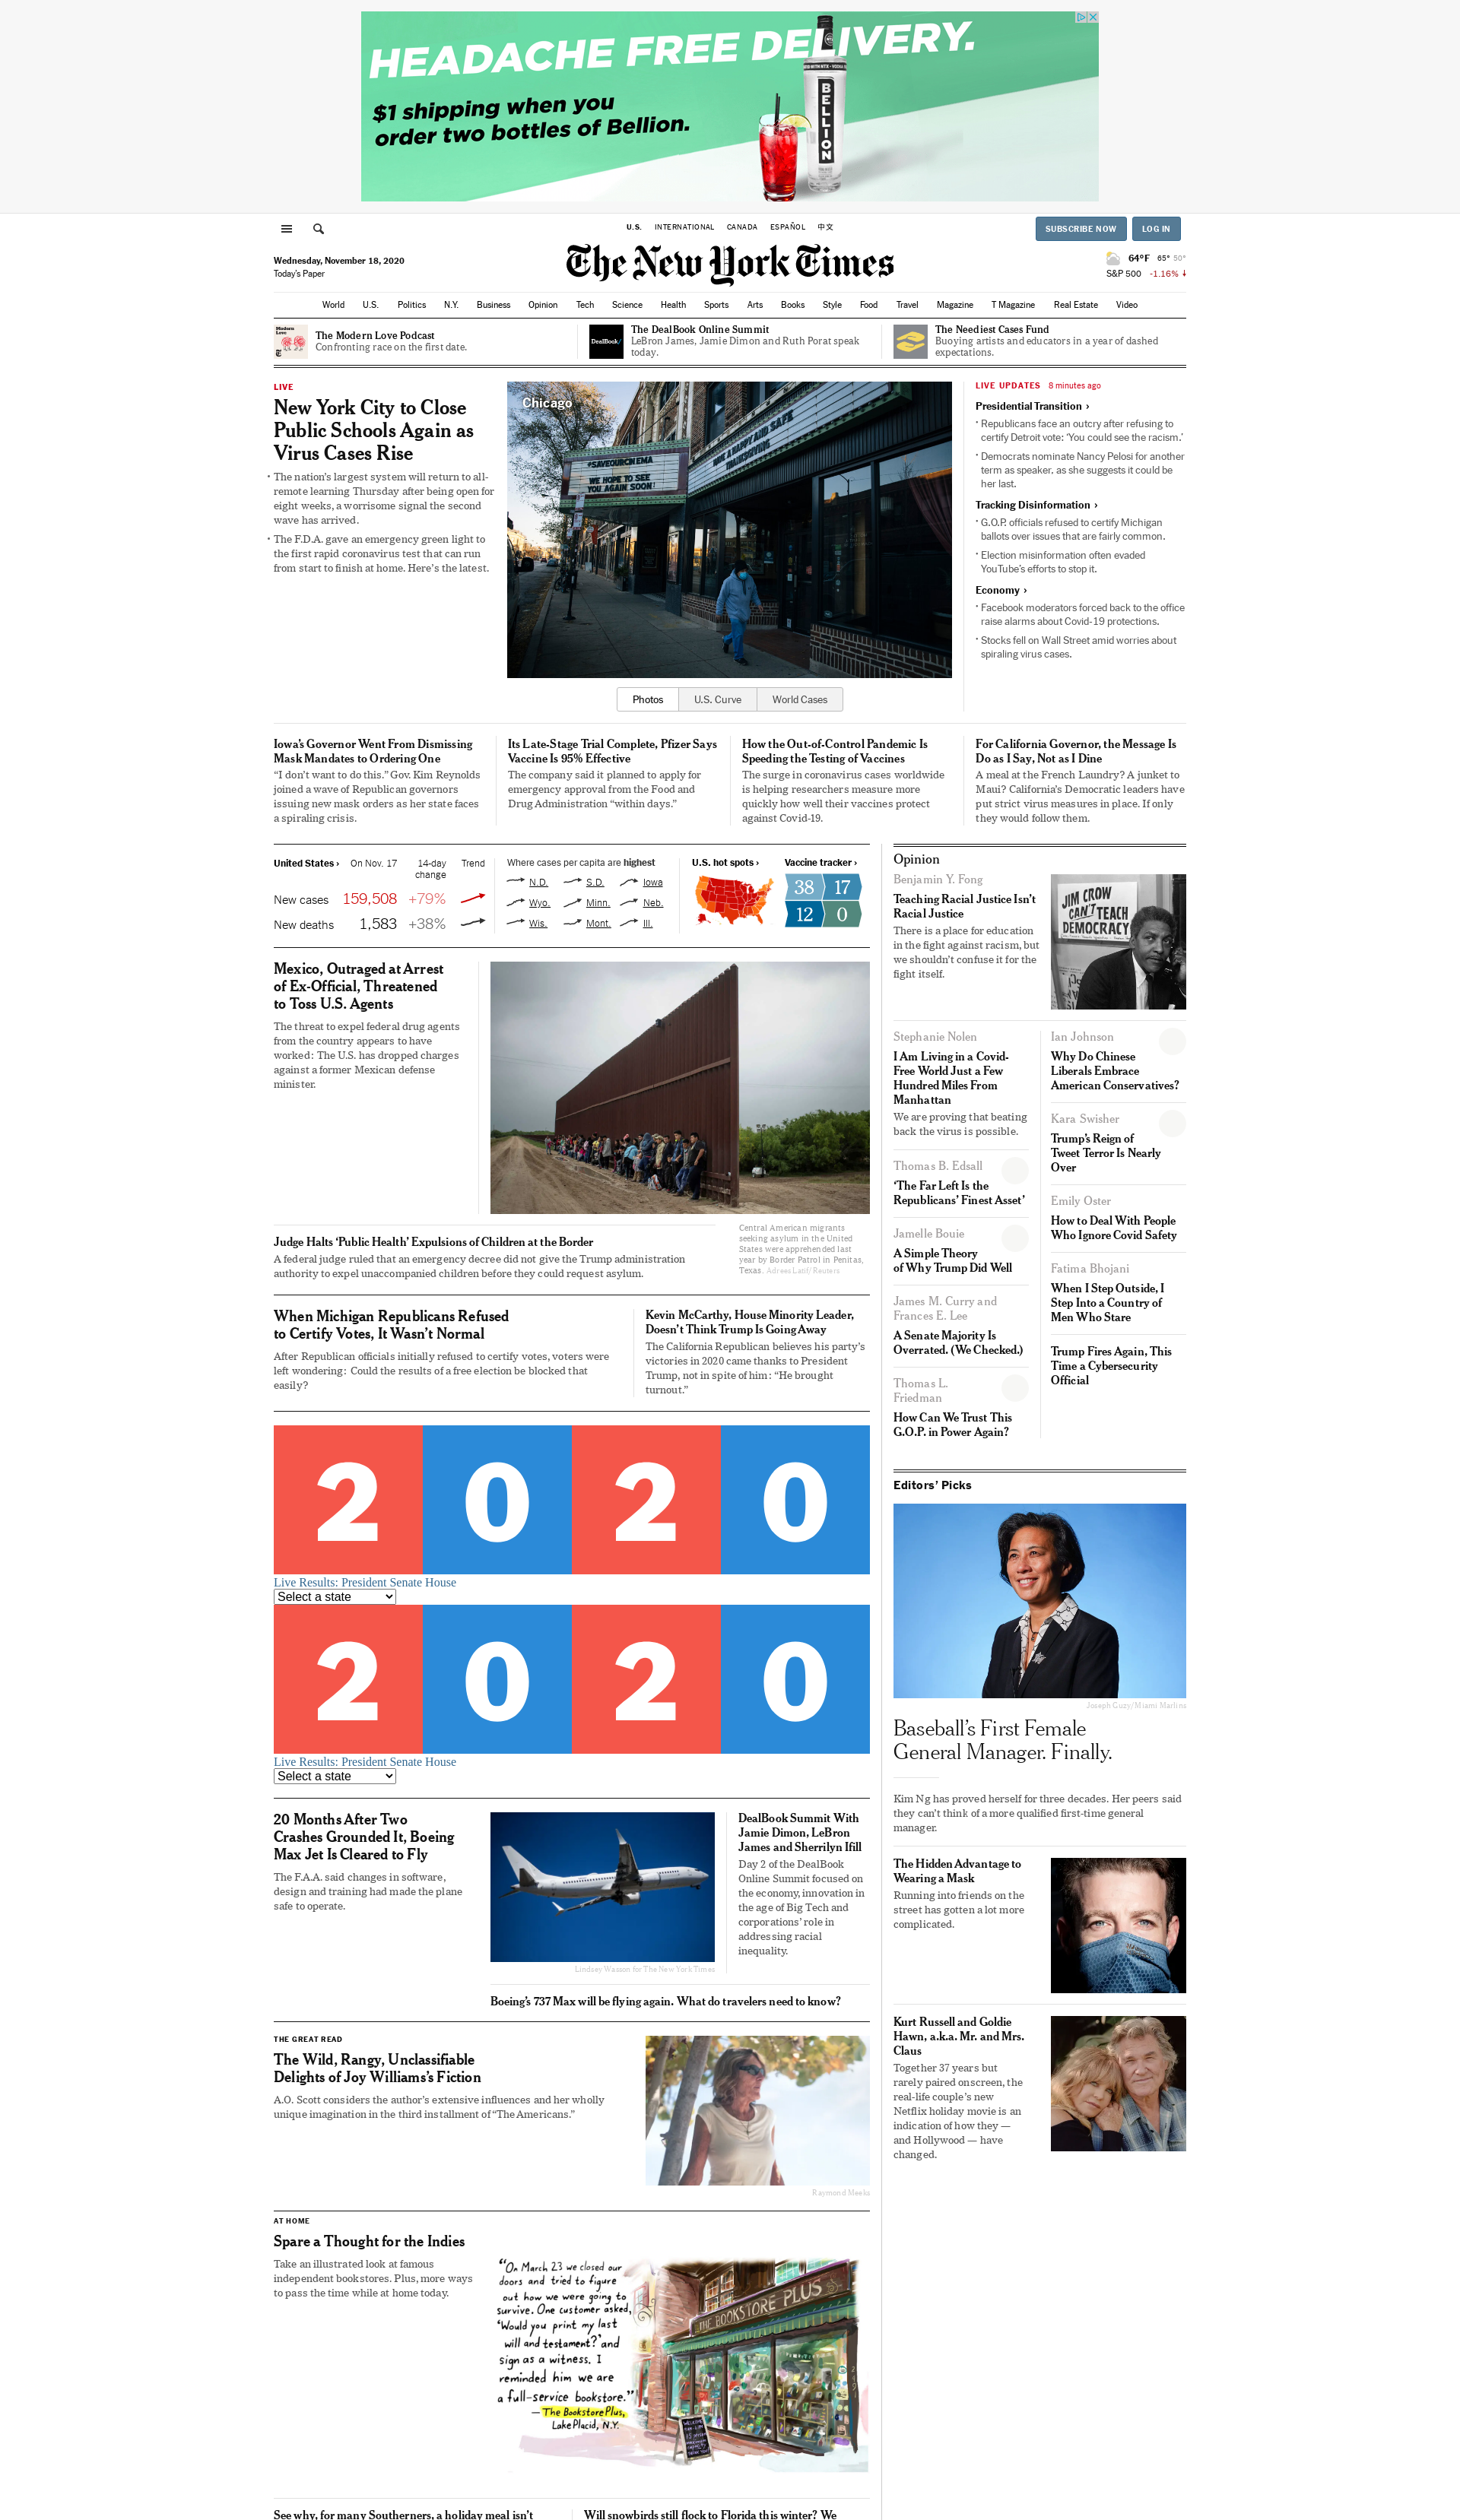 HEADACHE FREE DELIVERY.
$1 shipping when you
order two bottles of Bellion.
BELLION
U.S. INTERNATIONAL CANADA ESPAÑOL 中文
SUBSCRIBE NOW LOG IN
Wednesday, November 18, 2020
Today's Paper
The New York Times
64°F 65° 50°
S&P 500 -1.16%
World U.S. Politics N.Y. Business Opinion Tech Science Health Sports Arts Books Style Food Travel Magazine T Magazine Real Estate Video
Modern
Love
The Modern Love Podcast
Confronting race on the first date.
DealBook/
The DealBook Online Summit
LeBron James, Jamie Dimon and Ruth Porat speak
today.
The Neediest Cases Fund
Buoying artists and educators in a year of dashed
expectations.
LIVE
New York City to Close
Public Schools Again as
Virus Cases Rise
• The nation's largest system will return to all-
remote learning Thursday after being open for
eight weeks, a worrisome signal the second
wave has arrived.
• The F.D.A. gave an emergency green light to
the first rapid coronavirus test that can run
from start to finish at home. Here's the latest.
Chicago
#SAVEOURCINEMA
WE HOPE TO SEE
YOU AGAIN SOON!
HAVE A HAPPY AND SAFE
THANKSGIVING
Photos U.S. Curve World Cases
LIVE UPDATES 8 minutes ago
Presidential Transition ›
• Republicans face an outcry after refusing to
certify Detroit vote: ‘You could see the racism.’
• Democrats nominate Nancy Pelosi for another
term as speaker, as she suggests it could be
her last.
Tracking Disinformation ›
• G.O.P. officials refused to certify Michigan
ballots over issues that are fairly common.
• Election misinformation often evaded
YouTube's efforts to stop it.
Economy ›
• Facebook moderators forced back to the office
raise alarms about Covid-19 protections.
• Stocks fell on Wall Street amid worries about
spiraling virus cases.
Iowa's Governor Went From Dismissing
Mask Mandates to Ordering One
“I don't want to do this.” Gov. Kim Reynolds
joined a wave of Republican governors
issuing new mask orders as her state faces
a spiraling crisis.
Its Late-Stage Trial Complete, Pfizer Says
Vaccine Is 95% Effective
The company said it planned to apply for
emergency approval from the Food and
Drug Administration “within days.”
How the Out-of-Control Pandemic Is
Speeding the Testing of Vaccines
The surge in coronavirus cases worldwide
is helping researchers measure more
quickly how well their vaccines protect
against Covid-19.
For California Governor, the Message Is
Do as I Say, Not as I Dine
A meal at the French Laundry? A junket to
Maui? California's Democratic leaders have
put strict virus measures in place. If only
they would follow them.
United States › On Nov. 17 14-day
change Trend
New cases 159,508 +79%
New deaths 1,583 +38%
Where cases per capita are highest
N.D. S.D. Iowa
Wyo. Minn. Neb.
Wis. Mont. Ill.
U.S. hot spots ›
Vaccine tracker ›
38 17
12 0
Mexico, Outraged at Arrest
of Ex-Official, Threatened
to Toss U.S. Agents
The threat to expel federal drug agents
from the country appears to have
worked: The U.S. has dropped charges
against a former Mexican defense
minister.
Central American migrants
seeking asylum in the United
States were apprehended last
year by Border Patrol in Penitas,
Texas. Adrees Latif/Reuters
Judge Halts ‘Public Health’ Expulsions of Children at the Border
A federal judge ruled that an emergency decree did not give the Trump administration
authority to expel unaccompanied children before they could request asylum.
When Michigan Republicans Refused
to Certify Votes, It Wasn't Normal
After Republican officials initially refused to certify votes, voters were
left wondering: Could the results of a free election be blocked that
easily?
Kevin McCarthy, House Minority Leader,
Doesn't Think Trump Is Going Away
The California Republican believes his party's
victories in 2020 came thanks to President
Trump, not in spite of him: “He brought
turnout.”
2020
Live Results: President Senate House
Select a state
2020
Live Results: President Senate House
Select a state
20 Months After Two
Crashes Grounded It, Boeing
Max Jet Is Cleared to Fly
The F.A.A. said changes in software,
design and training had made the plane
safe to operate.
Lindsey Wasson for The New York Times
DealBook Summit With
Jamie Dimon, LeBron
James and Sherrilyn Ifill
Day 2 of the DealBook
Online Summit focused on
the economy, innovation in
the age of Big Tech and
corporations' role in
addressing racial
inequality.
Boeing's 737 Max will be flying again. What do travelers need to know?
THE GREAT READ
The Wild, Rangy, Unclassifiable
Delights of Joy Williams's Fiction
A.O. Scott considers the author's extensive influences and her wholly
unique imagination in the third installment of “The Americans.”
Raymond Meeks
AT HOME
Spare a Thought for the Indies
Take an illustrated look at famous
independent bookstores. Plus, more ways
to pass the time while at home today.
“On March 23 we closed our
doors and tried to figure
out how we were going to
survive. One customer asked,
‘Would you print my last
will and testament?’ and
sign as a witness. I
reminded him we are
a full-service bookstore.”
— The Bookstore Plus,
Lake Placid, N.Y.
THE BOOKSTORE PLUS
See why, for many Southerners, a holiday meal isn't
Will snowbirds still flock to Florida this winter? We
Opinion
Benjamin Y. Fong
Teaching Racial Justice Isn't
Racial Justice
There is a place for education
in the fight against racism, but
we shouldn't confuse it for the
fight itself.
JIM CROW
CAN'T TEACH
DEMOCRACY
Stephanie Nolen
I Am Living in a Covid-
Free World Just a Few
Hundred Miles From
Manhattan
We are proving that beating
back the virus is possible.
Thomas B. Edsall
‘The Far Left Is the
Republicans' Finest Asset’
Jamelle Bouie
A Simple Theory
of Why Trump Did Well
James M. Curry and
Frances E. Lee
A Senate Majority Is
Overrated. (We Checked.)
Thomas L.
Friedman
How Can We Trust This
G.O.P. in Power Again?
Ian Johnson
Why Do Chinese
Liberals Embrace
American Conservatives?
Kara Swisher
Trump's Reign of
Tweet Terror Is Nearly
Over
Emily Oster
How to Deal With People
Who Ignore Covid Safety
Fatima Bhojani
When I Step Outside, I
Step Into a Country of
Men Who Stare
Trump Fires Again, This
Time a Cybersecurity
Official
Editors' Picks
Joseph Guzy/Miami Marlins
Baseball's First Female
General Manager. Finally.
Kim Ng has proved herself for three decades. Her peers said
they can't think of a more qualified first-time general
manager.
The Hidden Advantage to
Wearing a Mask
Running into friends on the
street has gotten a lot more
complicated.
Kurt Russell and Goldie
Hawn, a.k.a. Mr. and Mrs.
Claus
Together 37 years but
rarely paired onscreen, the
real-life couple's new
Netflix holiday movie is an
indication of how they —
and Hollywood — have
changed.